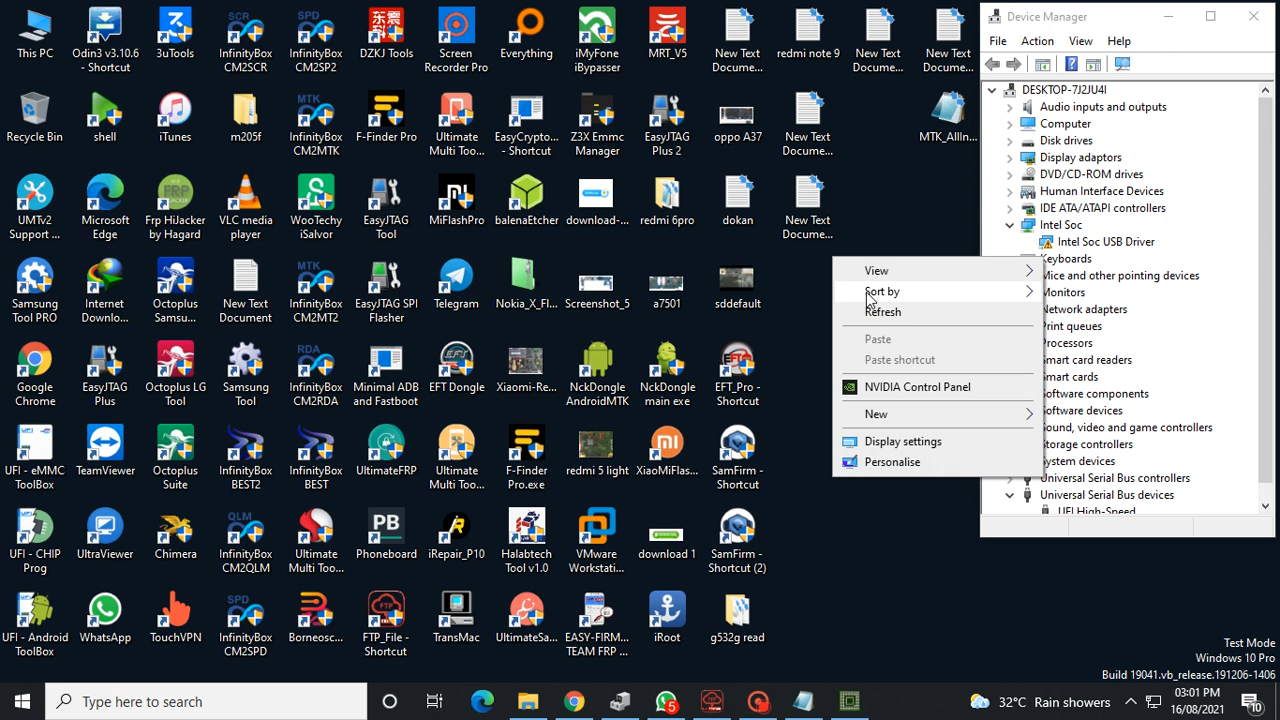 This PC
Odin3 v3.10.6
- Shortcut
3uTools
InfinityBox
CM2SCR
InfinityBox
CM2SP2
DZKJ Tools
Screen
Recorder Pro
Everything
iMyFone
iBypasser
MRT_V5
New Text
Docume...
redmi note 9
New Text
Docume...
New Text
Docume...
Recycle Bin
shell
iTunes
m205f
InfinityBox
CM2MTK
F-Finder Pro
Ultimate
Multi Too...
EasyCrypto...
- Shortcut
Z3X Emmc
Manager
EasyJTAG
Plus 2
oppo A37
New Text
Docume...
MTK_AllIn...
UMTv2
Support ...
Microsoft
Edge
Frp HiJacker
by Hagard
VLC media
player
WooTechy
iSalvor
EasyJTAG
Tool
MiFlashPro
balenaEtcher
download-...
redmi 6pro
dokan
New Text
Docume...
Samsung
Tool PRO
Internet
Downlo...
Octoplus
Samsu...
New Text
Document
InfinityBox
CM2MT2
EasyJTAG SPI
Flasher
Telegram
Nokia_X_Fl...
Screenshot_5
a7501
sddefault
Google
Chrome
EasyJTAG
Plus
Octoplus LG
Tool
Samsung
Tool
InfinityBox
CM2RDA
Minimal ADB
and Fastboot
EFT Dongle
Xiaomi-Re...
NckDongle
AndroidMTK
NckDongle
main exe
EFT_Pro -
Shortcut
UFI - eMMC
ToolBox
TeamViewer
Octoplus
Suite
InfinityBox
BEST2
InfinityBox
BEST
UltimateFRP
Ultimate
Multi Too...
F-Finder
Pro.exe
redmi 5 light
XiaoMiFlas...
SamFirm -
Shortcut
UFI - CHIP
Prog
UltraViewer
Chimera
InfinityBox
CM2QLM
Ultimate
Multi Too...
Phoneboard
iRepair_P10
Halabtech
Tool v1.0
VMware
Workstati...
download 1
SamFirm -
Shortcut (2)
UFI - Android
ToolBox
WhatsApp
TouchVPN
InfinityBox
CM2SPD
Borneosc...
FTP_File -
Shortcut
TransMac
UltimateSa...
EASY-FIRM...
TEAM FRP ...
iRoot
g532g read
Device Manager
File Action View Help
DESKTOP-7J2JU4I
Audio inputs and outputs
Computer
Disk drives
Display adaptors
DVD/CD-ROM drives
Human Interface Devices
IDE ATA/ATAPI controllers
Intel Soc
Intel Soc USB Driver
Keyboards
Mice and other pointing devices
Monitors
Network adapters
Print queues
Processors
Smart card readers
Smart cards
Software components
Software devices
Sound, video and game controllers
Storage controllers
System devices
Universal Serial Bus controllers
Universal Serial Bus devices
UFI High-Speed
View
Sort by
Refresh
Paste
Paste shortcut
NVIDIA Control Panel
New
Display settings
Personalise
Test Mode
Windows 10 Pro
Build 19041.vb_release.191206-1406
Type here to search
5
32°C Rain showers
03:01 PM
16/08/2021
10